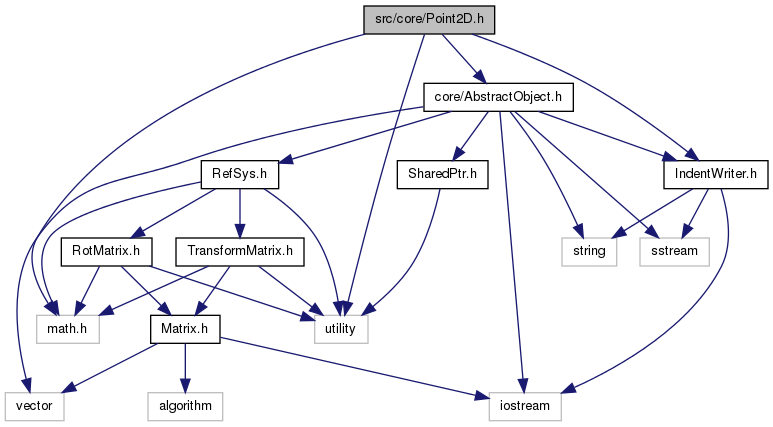 src/core/Point2D.h
core/AbstractObject.h
RefSys.h
SharedPtr.h
IndentWriter.h
RotMatrix.h
TransformMatrix.h
string
sstream
math.h
Matrix.h
utility
vector
algorithm
iostream